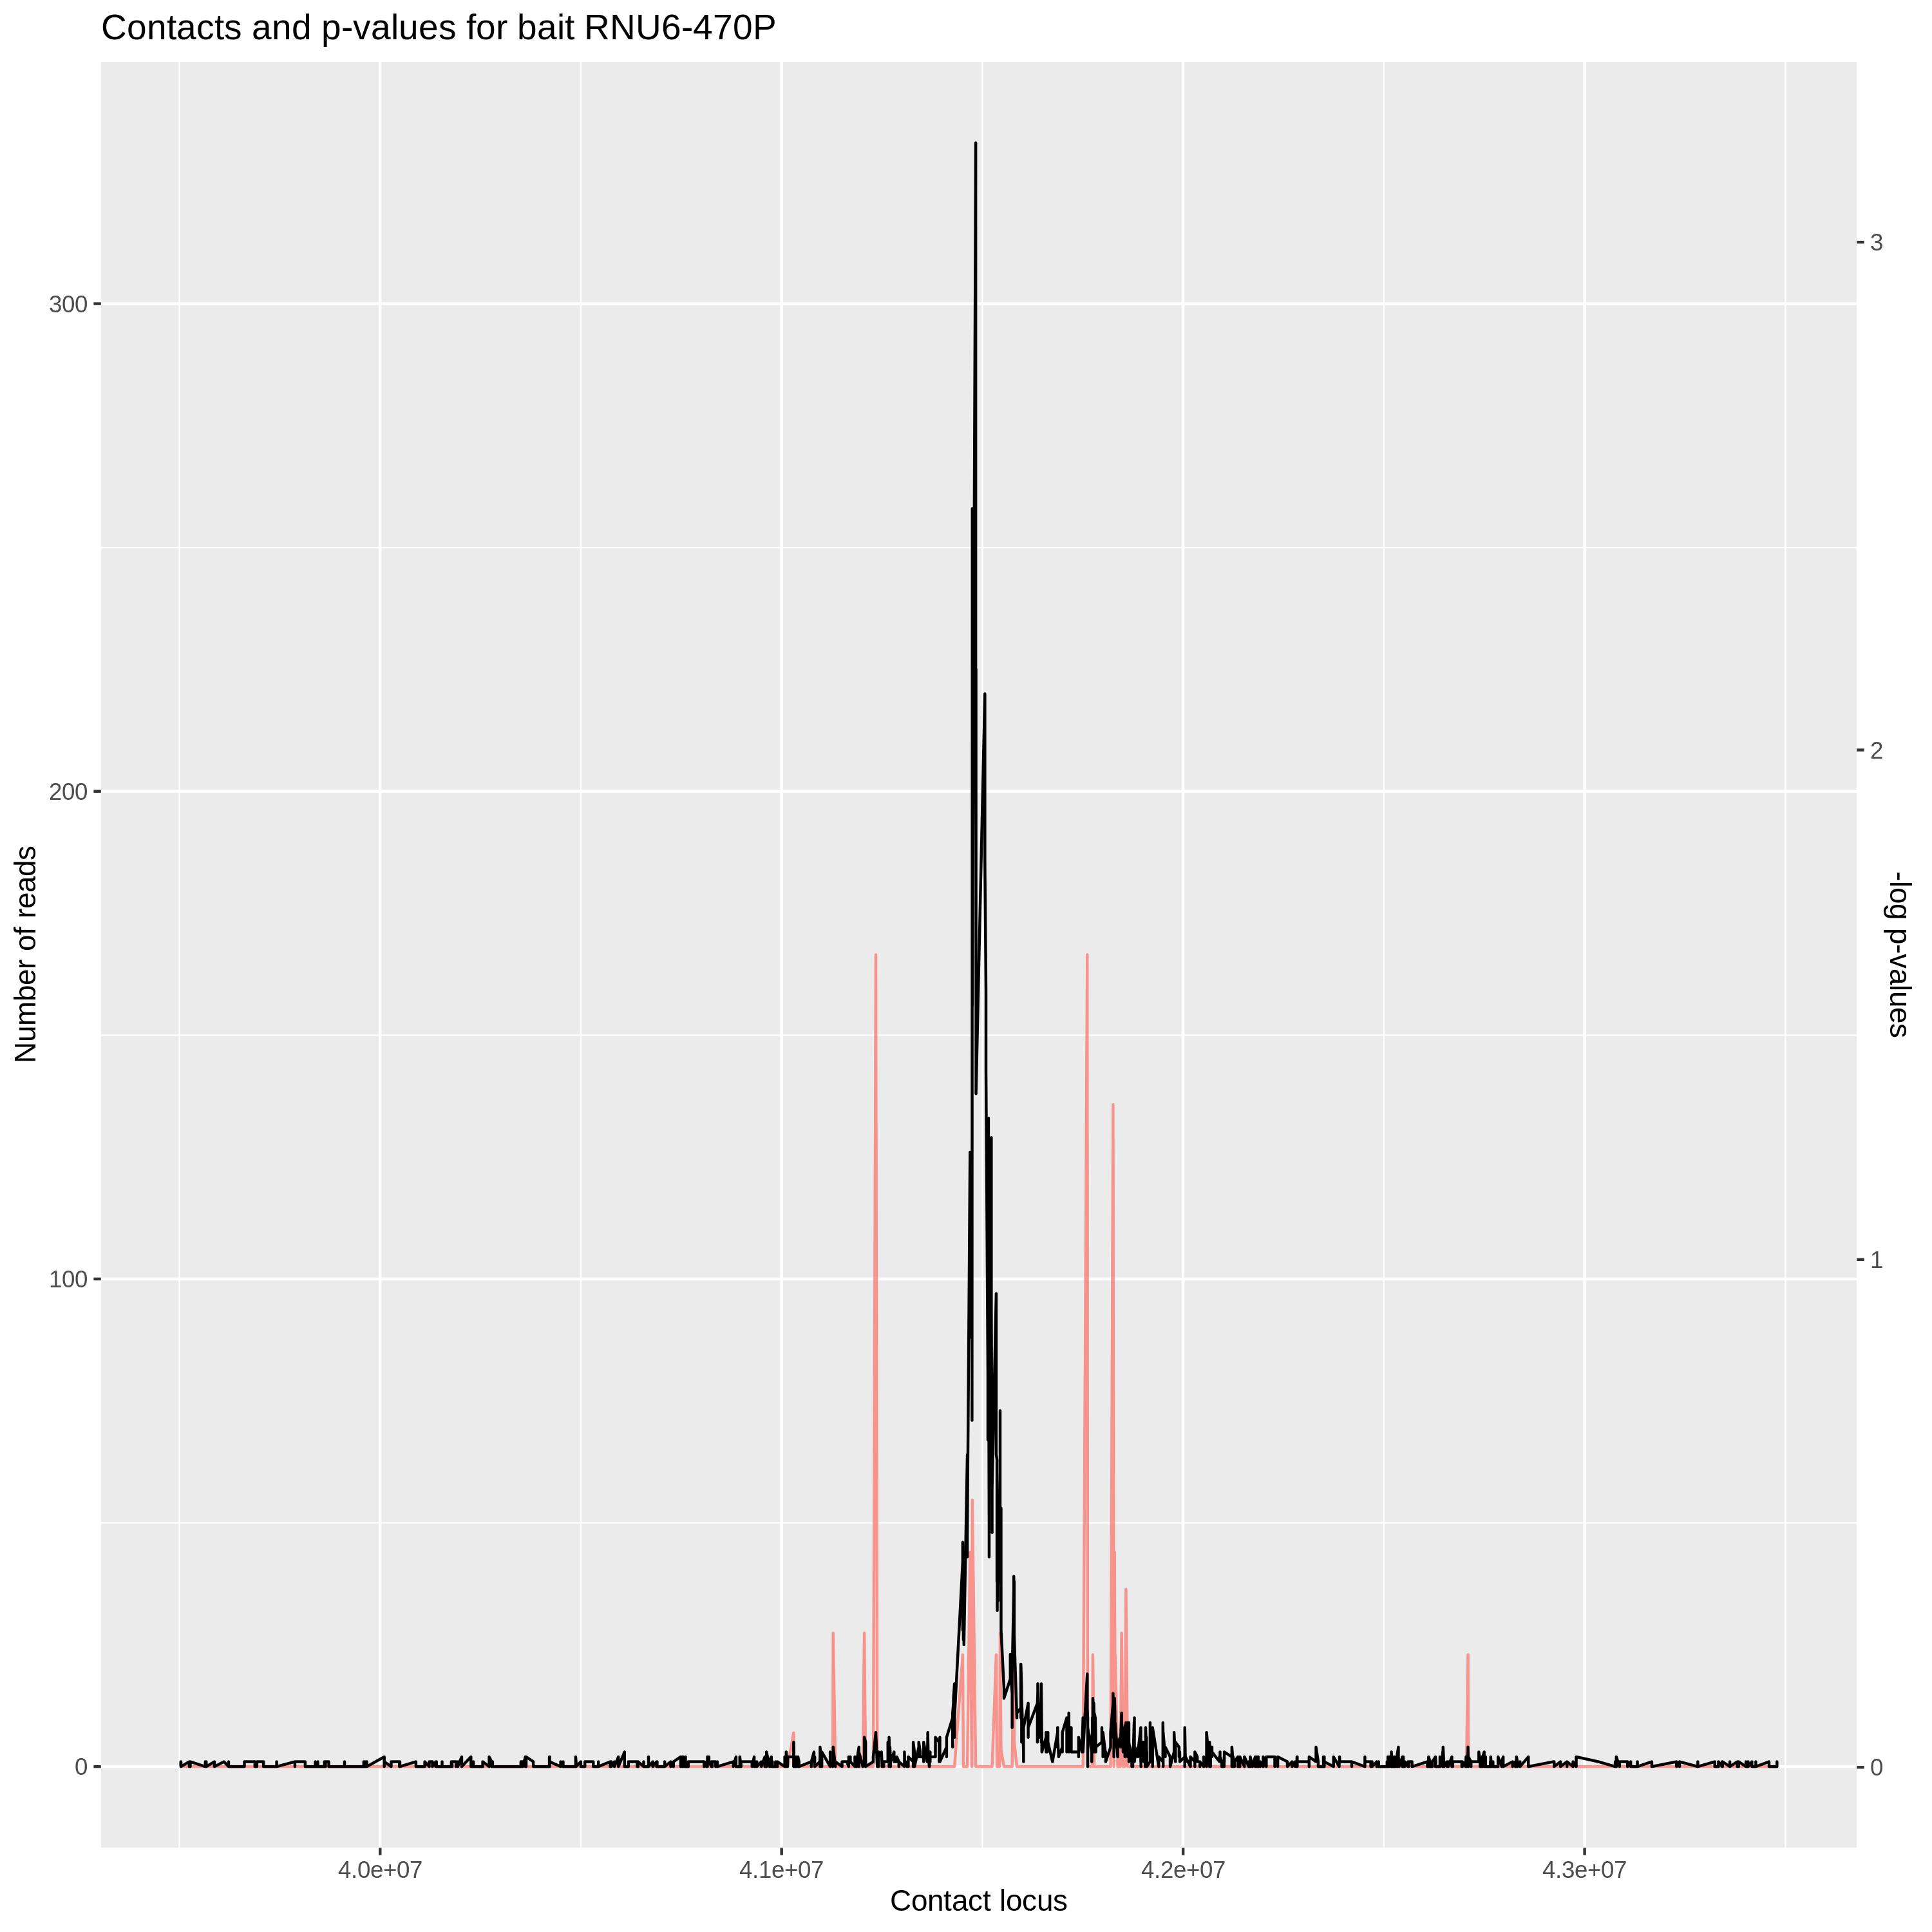 Contacts and p-values for bait RNU6-470P
300
200
100
0
Number of reads
3
2
1
0
-log p-values
4.0e+07
4.1e+07
4.2e+07
4.3e+07
Contact locus